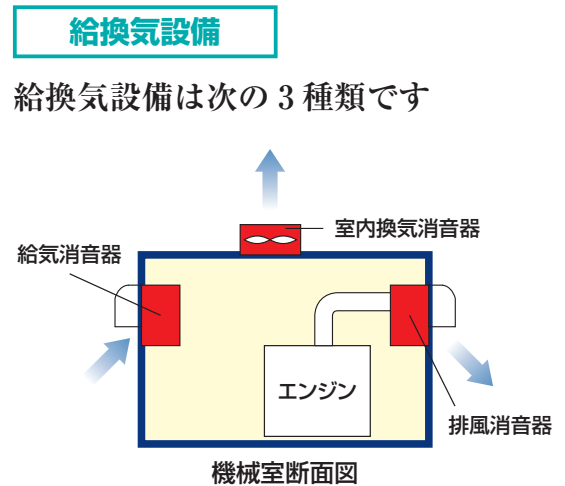 給換気設備
給換気設備は次の3種類です
室内換気消音器
給気消音器
エンジン
排風消音器
機械室断面図